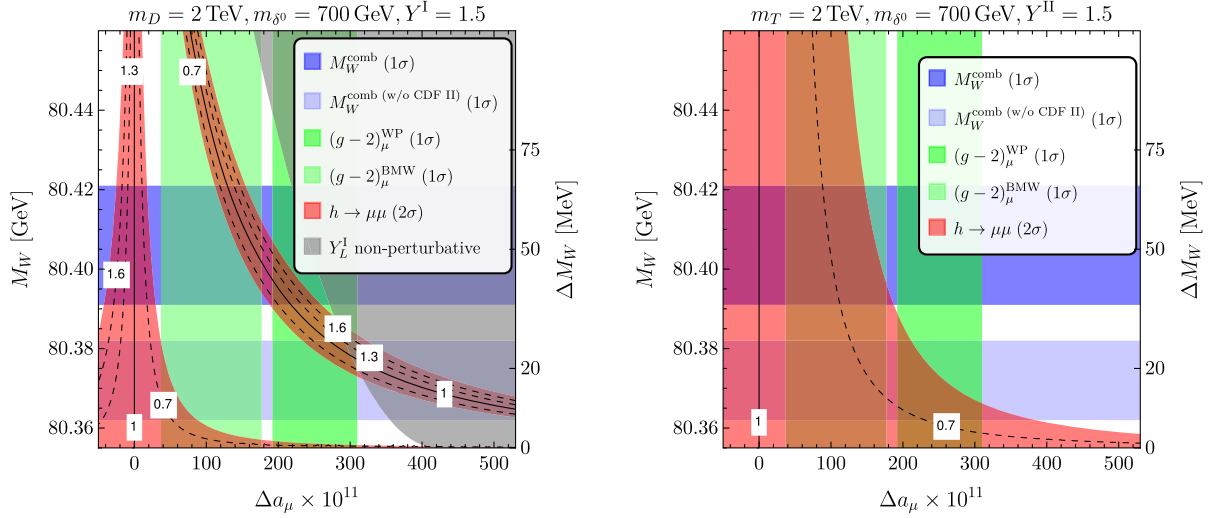 m_D = 2 TeV, m_δ⁰ = 700 GeV, Y^I = 1.5
M_W [GeV]
80.44
80.42
80.40
80.38
80.36
1.3
0.7
1.6
1.6
1.3
0.7
1
1
M_W^comb (1σ)
M_W^comb (w/o CDF II) (1σ)
(g − 2)_μ^WP (1σ)
(g − 2)_μ^BMW (1σ)
h → μμ (2σ)
Y_L^I non-perturbative
75
50
20
0
ΔM_W [MeV]
0 100 200 300 400 500
Δa_μ × 10¹¹
m_T = 2 TeV, m_δ⁰ = 700 GeV, Y^II = 1.5
M_W [GeV]
80.44
80.42
80.40
80.38
80.36
M_W^comb (1σ)
M_W^comb (w/o CDF II) (1σ)
(g − 2)_μ^WP (1σ)
(g − 2)_μ^BMW (1σ)
h → μμ (2σ)
1
0.7
75
50
20
0
ΔM_W [MeV]
0 100 200 300 400 500
Δa_μ × 10¹¹